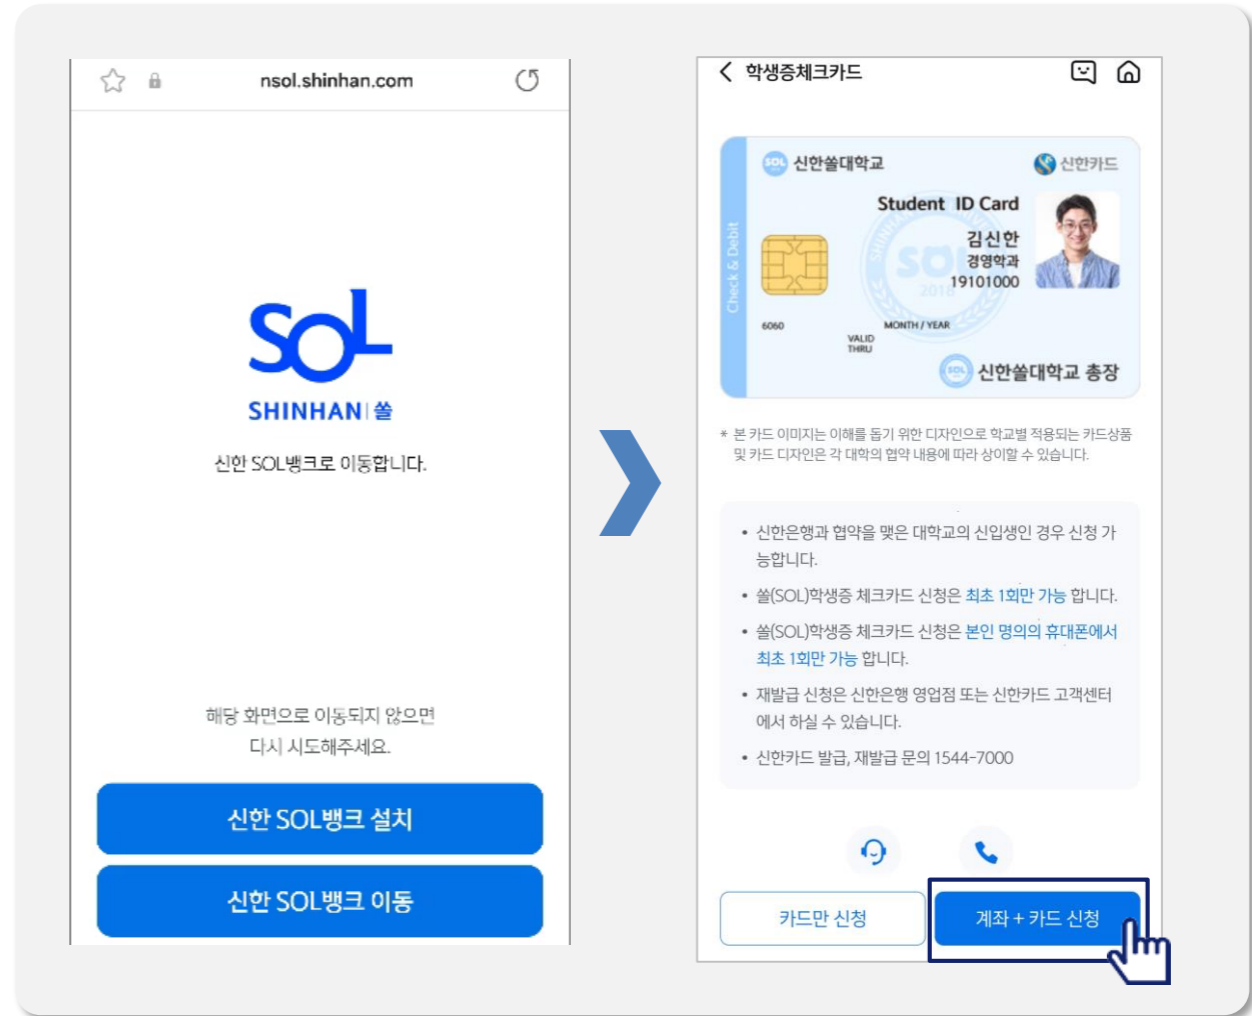 nsol.shinhan.com
SOL
SHINHAN 쏠
신한 SOL뱅크로 이동합니다.
해당 화면으로 이동되지 않으면
다시 시도해주세요.
신한 SOL뱅크 설치
신한 SOL뱅크 이동
학생증체크카드
SOL 신한쏠대학교
신한카드
Check & Debit
Student ID Card
김신한
경영학과
19101000
SOL
2018
6060
MONTH / YEAR
VALID
THRU
SOL 신한쏠대학교 총장
* 본 카드 이미지는 이해를 돕기 위한 디자인으로 학교별 적용되는 카드상품
및 카드 디자인은 각 대학의 협약 내용에 따라 상이할 수 있습니다.
• 신한은행과 협약을 맺은 대학교의 신입생인 경우 신청 가
능합니다.
• 쏠(SOL)학생증 체크카드 신청은 최초 1회만 가능 합니다.
• 쏠(SOL)학생증 체크카드 신청은 본인 명의의 휴대폰에서
최초 1회만 가능 합니다.
• 재발급 신청은 신한은행 영업점 또는 신한카드 고객센터
에서 하실 수 있습니다.
• 신한카드 발급, 재발급 문의 1544-7000
카드만 신청
계좌 + 카드 신청